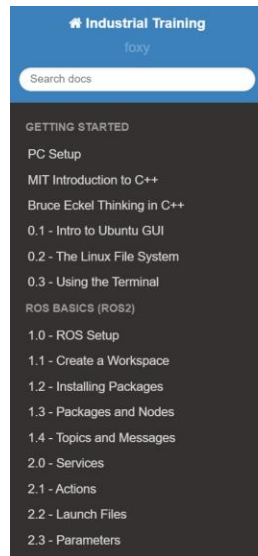 Industrial Training
foxy
Search docs
GETTING STARTED
PC Setup
MIT Introduction to C++
Bruce Eckel Thinking in C++
0.1 - Intro to Ubuntu GUI
0.2 - The Linux File System
0.3 - Using the Terminal
ROS BASICS (ROS2)
1.0 - ROS Setup
1.1 - Create a Workspace
1.2 - Installing Packages
1.3 - Packages and Nodes
1.4 - Topics and Messages
2.0 - Services
2.1 - Actions
2.2 - Launch Files
2.3 - Parameters